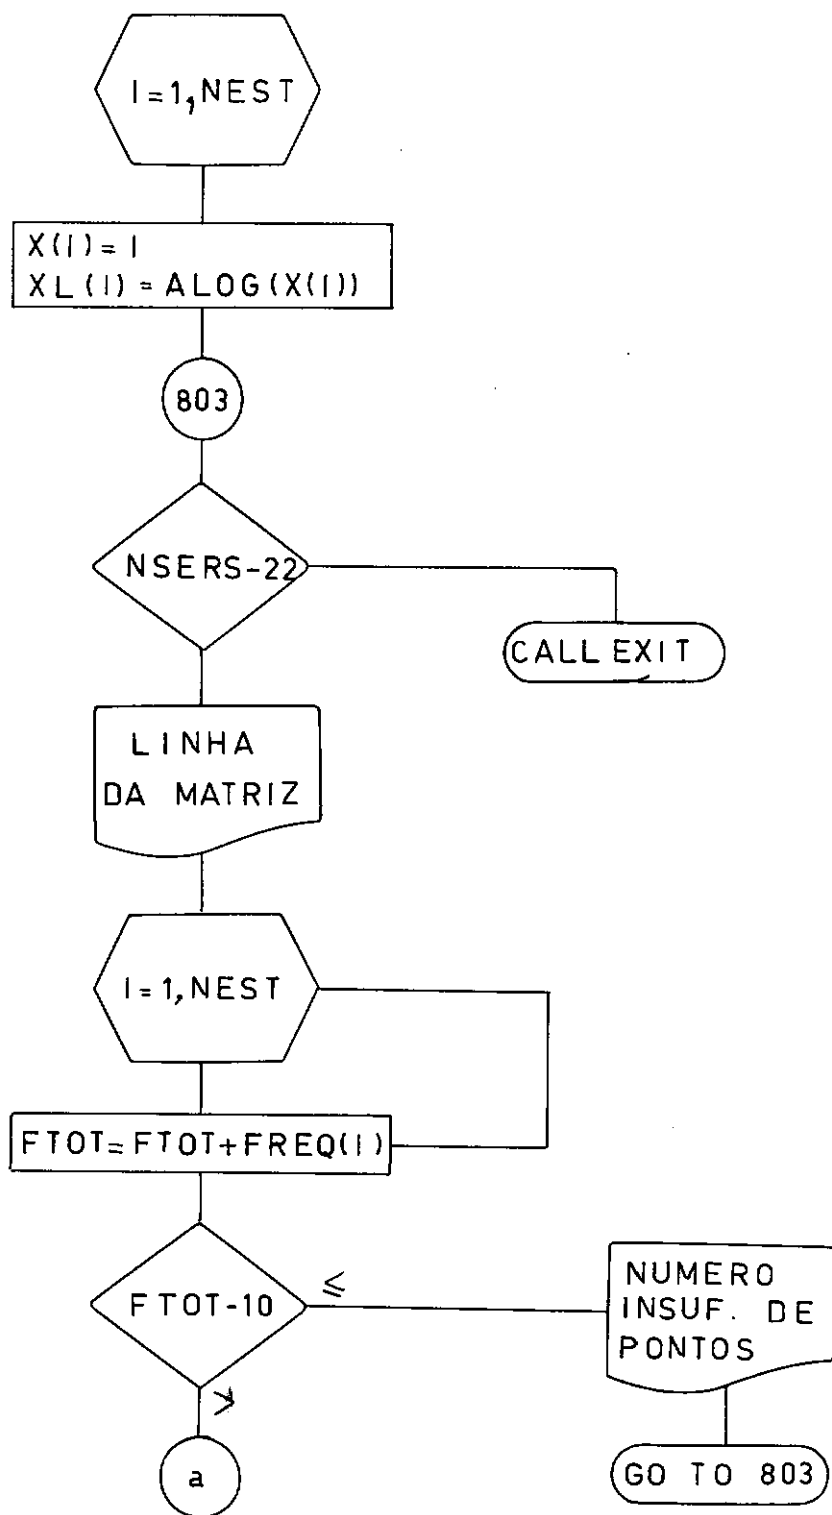 I=1,NEST
X(I)=I
XL(I)=ALOG(X(I))
803
NSERS-22
CALL EXIT
LINHA
DA MATRIZ
I=1,NEST
FTOT=FTOT+FREQ(I)
FTOT-10
≤
NUMERO
INSUF. DE
PONTOS
>
a
GO TO 803